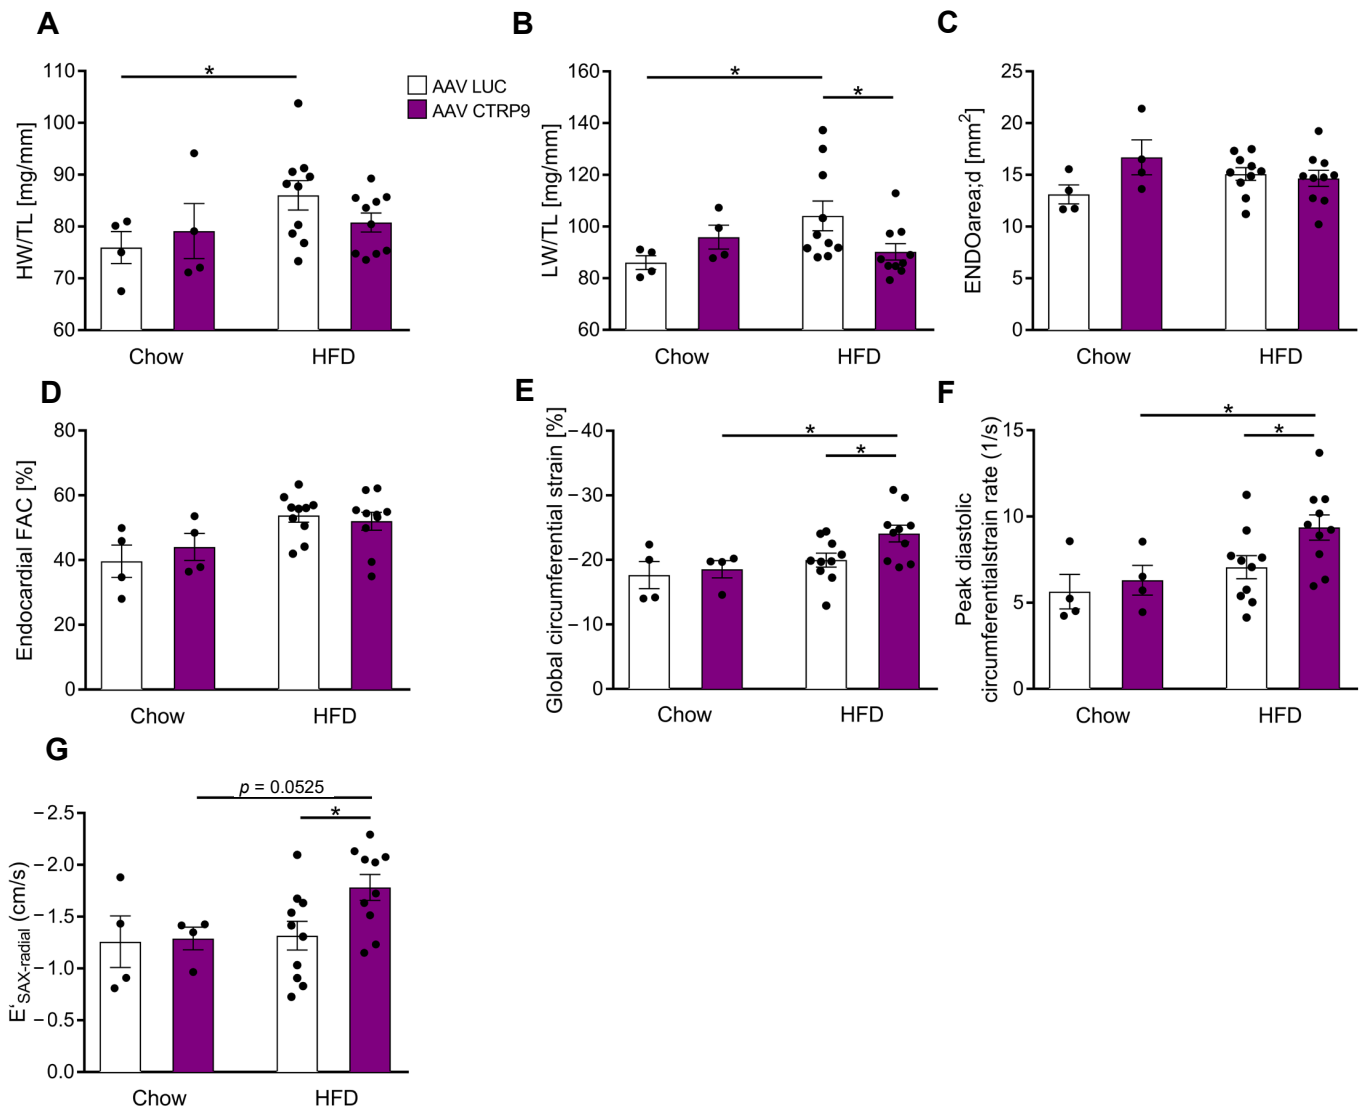 A
HW/TL [mg/mm]
110
100
90
80
70
60
*
Chow
HFD
AAV LUC
AAV CTRP9
B
LW/TL [mg/mm]
160
140
120
100
80
60
*
*
Chow
HFD
C
ENDOarea;d [mm²]
25
20
15
10
5
0
Chow
HFD
D
Endocardial FAC [%]
80
60
40
20
0
Chow
HFD
E
Global circumferential strain [%]
−40
−30
−20
−10
0
*
*
Chow
HFD
F
Peak diastolic
circumferentialstrain rate (1/s)
15
10
5
0
*
*
Chow
HFD
G
E‘SAX-radial (cm/s)
−2.5
−2.0
−1.5
−1.0
−0.5
0.0
p = 0.0525
*
Chow
HFD